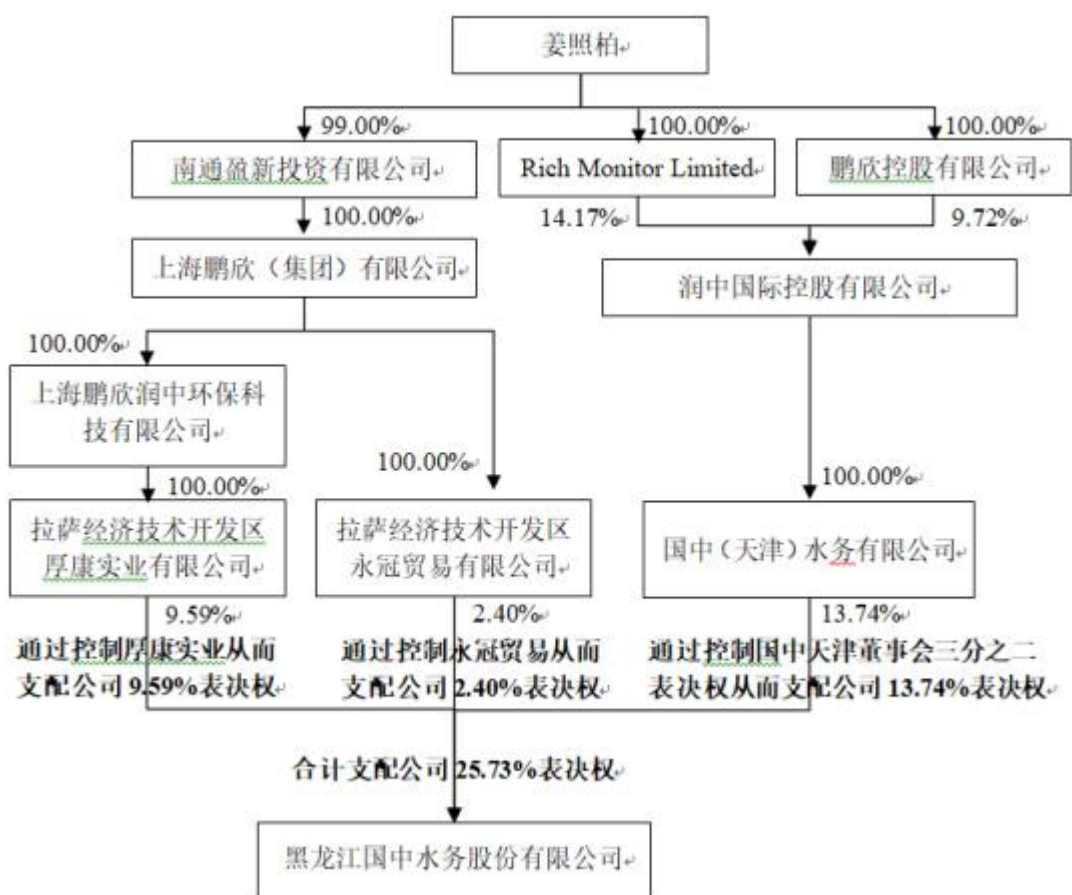 姜照柏
99.00%
100.00%
100.00%
南通盈新投资有限公司
Rich Monitor Limited
鹏欣控股有限公司
100.00%
14.17%
9.72%
上海鹏欣（集团）有限公司
润中国际控股有限公司
100.00%
上海鹏欣润中环保科
技有限公司
100.00%
100.00%
100.00%
拉萨经济技术开发区
厚康实业有限公司
拉萨经济技术开发区
永冠贸易有限公司
国中（天津）水务有限公司
9.59%
2.40%
13.74%
通过控制厚康实业从而
支配公司 9.59%表决权
通过控制永冠贸易从而
支配公司 2.40%表决权
通过控制国中天津董事会三分之二
表决权从而支配公司 13.74%表决权
合计支配公司 25.73%表决权
黑龙江国中水务股份有限公司